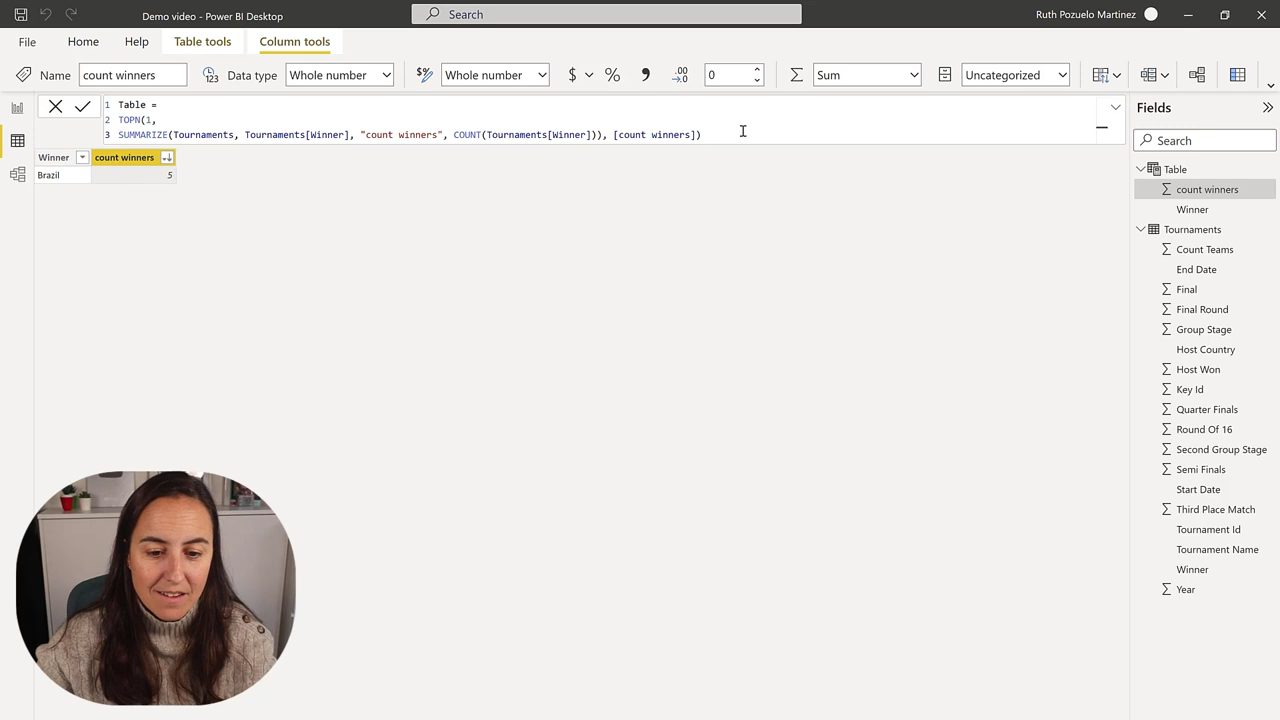 Demo video - Power BI Desktop
Search
Ruth Pozuelo Martinez
File
Home
Help
Table tools
Column tools
Name
count winners
Data type
Whole number
Whole number
$
%
0
Sum
Uncategorized
1 Table =
2 TOPN(1,
3 SUMMARIZE(Tournaments, Tournaments[Winner], "count winners", COUNT(Tournaments[Winner])), [count winners])
Winner
count winners
Brazil
5
Fields
Search
Table
count winners
Winner
Tournaments
Count Teams
End Date
Final
Final Round
Group Stage
Host Country
Host Won
Key Id
Quarter Finals
Round Of 16
Second Group Stage
Semi Finals
Start Date
Third Place Match
Tournament Id
Tournament Name
Winner
Year